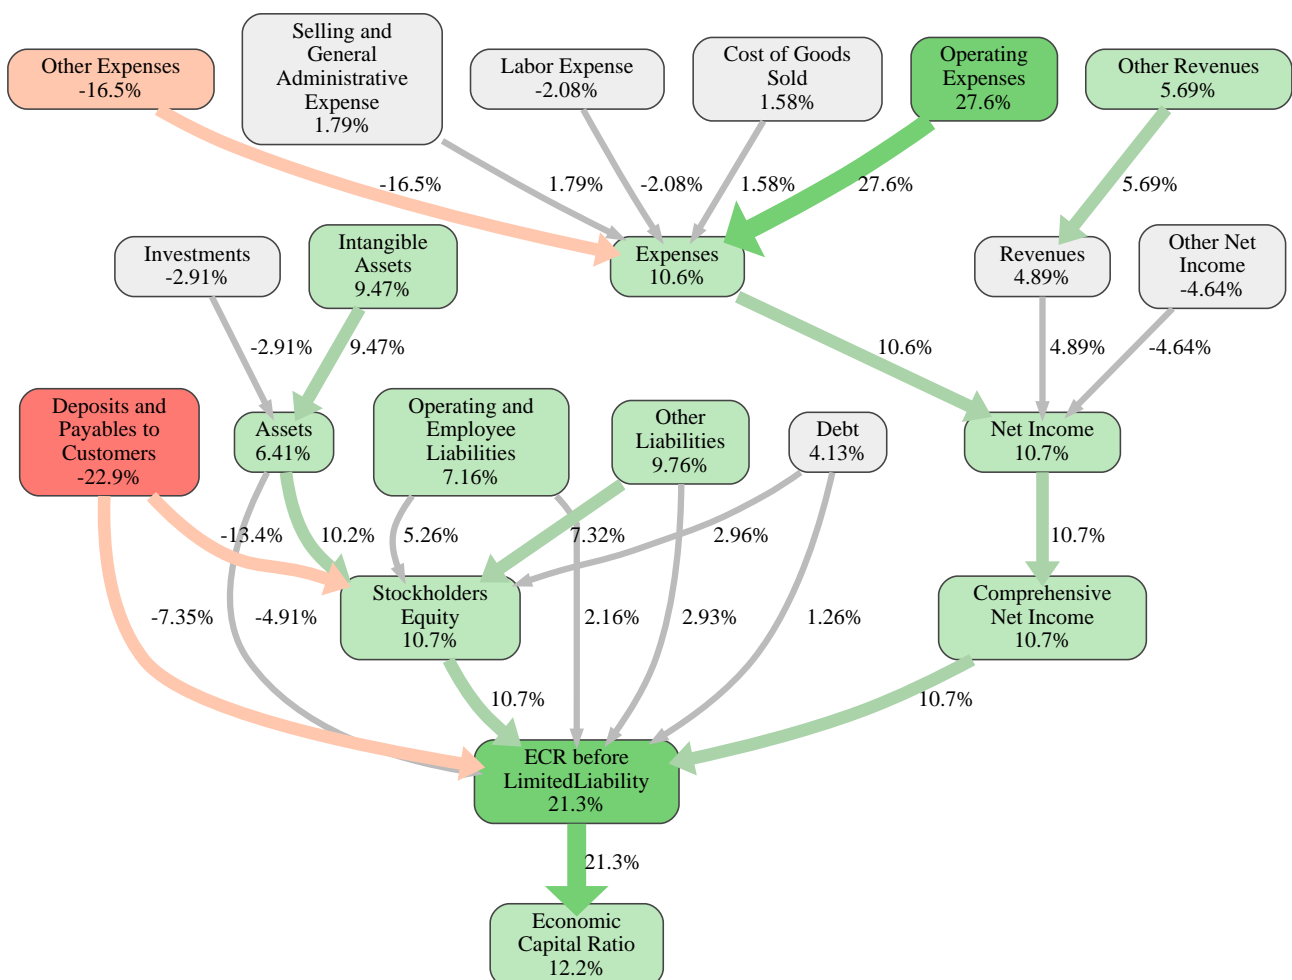 Other Expenses
-16.5%
Selling and
General
Administrative
Expense
1.79%
Labor Expense
-2.08%
Cost of Goods
Sold
1.58%
Operating
Expenses
27.6%
Other Revenues
5.69%
-16.5%
1.79%
-2.08%
1.58%
27.6%
5.69%
Investments
-2.91%
Intangible
Assets
9.47%
Expenses
10.6%
Revenues
4.89%
Other Net
Income
-4.64%
-2.91%
9.47%
10.6%
4.89%
-4.64%
Deposits and
Payables to
Customers
-22.9%
Assets
6.41%
Operating and
Employee
Liabilities
7.16%
Other
Liabilities
9.76%
Debt
4.13%
Net Income
10.7%
-13.4%
10.2%
5.26%
7.32%
2.96%
10.7%
Stockholders
Equity
10.7%
Comprehensive
Net Income
10.7%
-7.35%
-4.91%
2.16%
2.93%
1.26%
10.7%
10.7%
ECR before
LimitedLiability
21.3%
21.3%
Economic
Capital Ratio
12.2%